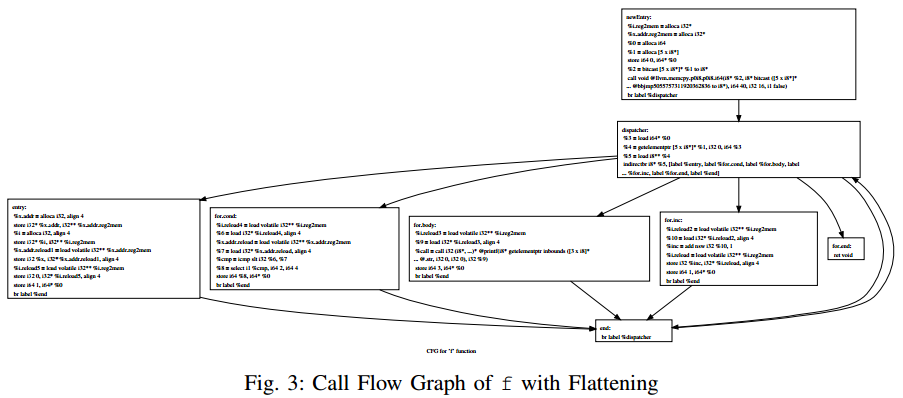 newEntry:
%i.reg2mem = alloca i32*
%x.addr.reg2mem = alloca i32*
%0 = alloca i64
%1 = alloca [5 x i8*]
store i64 0, i64* %0
%2 = bitcast [5 x i8*]* %1 to i8*
call void @llvm.memcpy.p0i8.p0i8.i64(i8* %2, i8* bitcast ([5 x i8*]*
... @bbjmp5055757311920362836 to i8*), i64 40, i32 16, i1 false)
br label %dispatcher
dispatcher:
%3 = load i64* %0
%4 = getelementptr [5 x i8*]* %1, i32 0, i64 %3
%5 = load i8** %4
indirectbr i8* %5, [label %entry, label %for.cond, label %for.body, label
... %for.inc, label %for.end, label %end]
entry:
%x.addr = alloca i32, align 4
store i32* %x.addr, i32** %x.addr.reg2mem
%i = alloca i32, align 4
store i32* %i, i32** %i.reg2mem
%x.addr.reload1 = load volatile i32** %x.addr.reg2mem
store i32 %x, i32* %x.addr.reload1, align 4
%i.reload5 = load volatile i32** %i.reg2mem
store i32 0, i32* %i.reload5, align 4
store i64 1, i64* %0
br label %end
for.cond:
%i.reload4 = load volatile i32** %i.reg2mem
%6 = load i32* %i.reload4, align 4
%x.addr.reload = load volatile i32** %x.addr.reg2mem
%7 = load i32* %x.addr.reload, align 4
%cmp = icmp slt i32 %6, %7
%8 = select i1 %cmp, i64 2, i64 4
store i64 %8, i64* %0
br label %end
for.body:
%i.reload3 = load volatile i32** %i.reg2mem
%9 = load i32* %i.reload3, align 4
%call = call i32 (i8*, ...)* @printf(i8* getelementptr inbounds ([3 x i8]*
... @.str, i32 0, i32 0), i32 %9)
store i64 3, i64* %0
br label %end
for.inc:
%i.reload2 = load volatile i32** %i.reg2mem
%10 = load i32* %i.reload2, align 4
%inc = add nsw i32 %10, 1
%i.reload = load volatile i32** %i.reg2mem
store i32 %inc, i32* %i.reload, align 4
store i64 1, i64* %0
br label %end
for.end:
ret void
end:
br label %dispatcher
CFG for 'f' function
Fig. 3: Call Flow Graph of f with Flattening